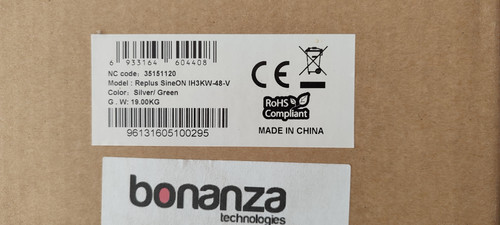 6 933164 604408
NC code: 35151120
Model : Replus SineON IH3KW-48-V
Color: Silver/ Green
G . W: 19.00KG
96131605100295
CE
RoHS
Compliant
MADE IN CHINA
bonanza
technologies